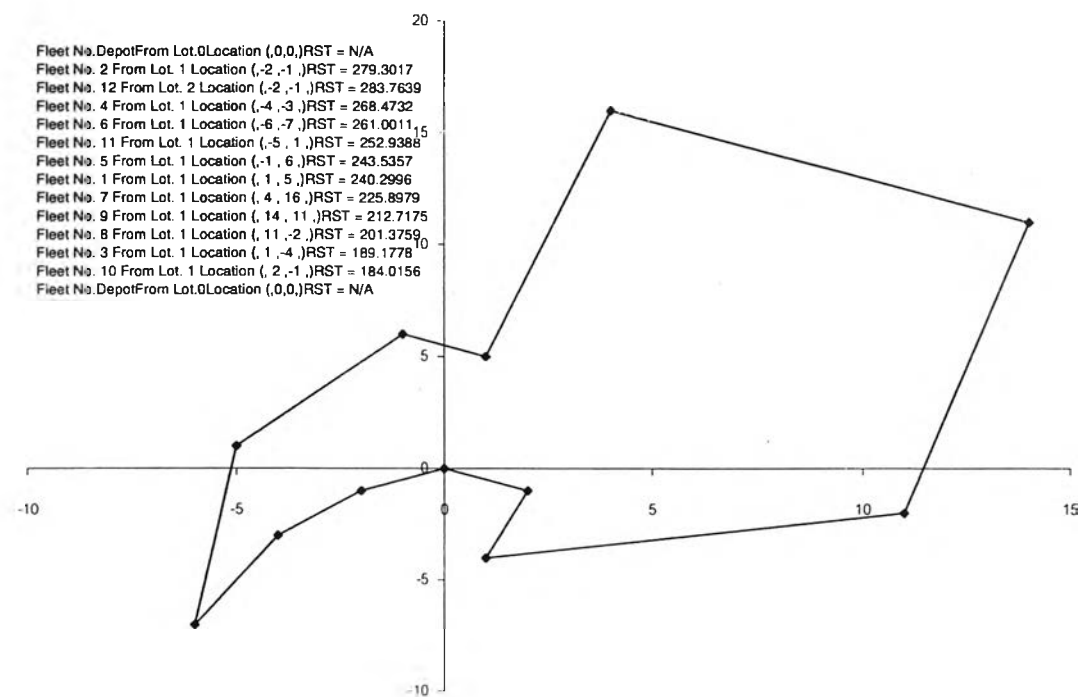 20
Fleet No.DepotFrom Lot.0Location (,0,0,)RST = N/A
Fleet No. 2 From Lot. 1 Location (,-2 ,-1 ,)RST = 279.3017
Fleet No. 12 From Lot. 2 Location (,-2 ,-1 ,)RST = 283.7639
Fleet No. 4 From Lot. 1 Location (,-4 ,-3 ,)RST = 268.4732
Fleet No. 6 From Lot. 1 Location (,-6 ,-7 ,)RST = 261.0011
15
Fleet No. 11 From Lot. 1 Location (,-5 , 1 ,)RST = 252.9388
Fleet No. 5 From Lot. 1 Location (,-1 , 6 ,)RST = 243.5357
Fleet No. 1 From Lot. 1 Location (, 1 , 5 ,)RST = 240.2996
Fleet No. 7 From Lot. 1 Location (, 4 , 16 ,)RST = 225.8979
Fleet No. 9 From Lot. 1 Location (, 14 , 11 ,)RST = 212.7175
Fleet No. 8 From Lot. 1 Location (, 11 ,-2 ,)RST = 201.3759
10
Fleet No. 3 From Lot. 1 Location (, 1 ,-4 ,)RST = 189.1778
Fleet No. 10 From Lot. 1 Location (, 2 ,-1 ,)RST = 184.0156
Fleet No.DepotFrom Lot.0Location (,0,0,)RST = N/A
5
0
-10 -5 0 5 10 15
-5
-10